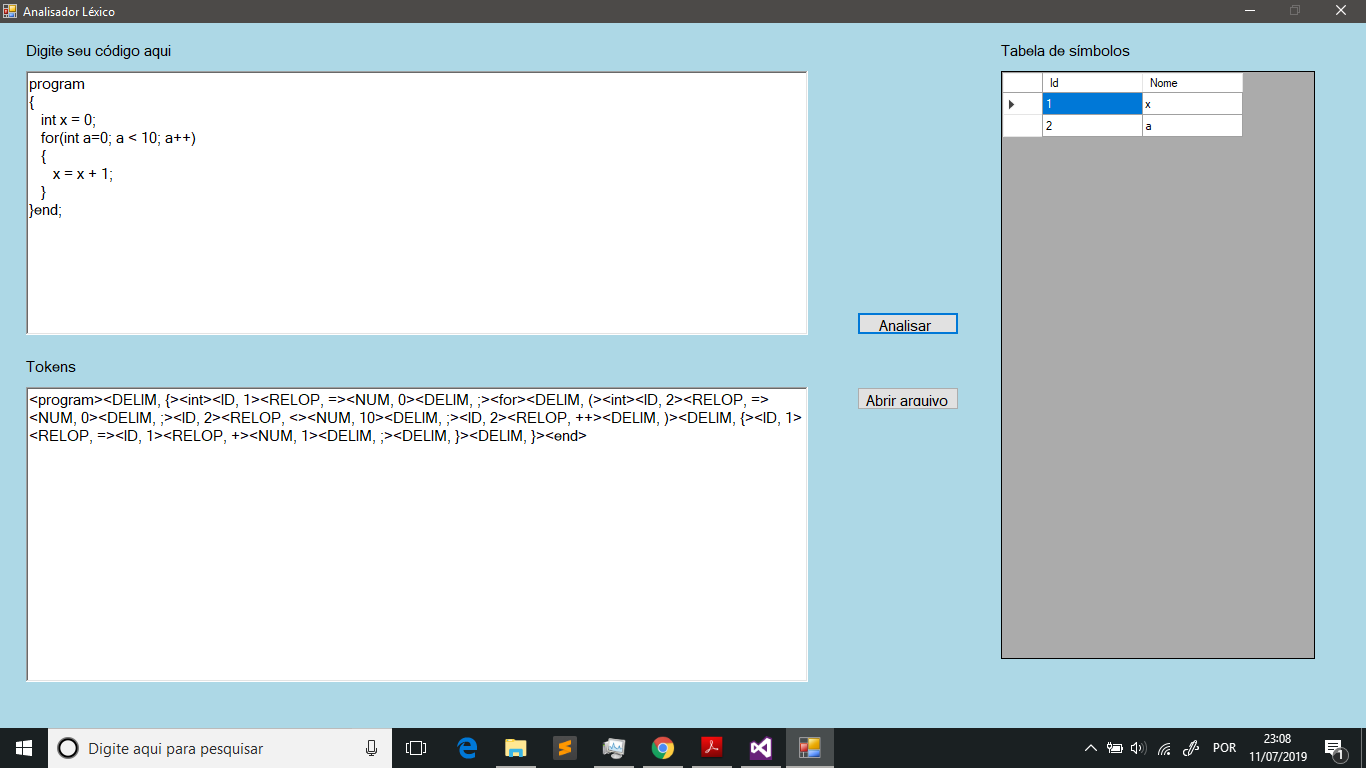 Analisador Léxico
Digite seu código aqui
program
{
int x = 0;
for(int a=0; a < 10; a++)
{
x = x + 1;
}
}end;
Analisar
Tokens
<program><DELIM, {><int><ID, 1><RELOP, =><NUM, 0><DELIM, ;><for><DELIM, (><int><ID, 2><RELOP, =>
<NUM, 0><DELIM, ;><ID, 2><RELOP, <><NUM, 10><DELIM, ;><ID, 2><RELOP, ++><DELIM, )><DELIM, {><ID, 1>
<RELOP, =><ID, 1><RELOP, +><NUM, 1><DELIM, ;><DELIM, }><DELIM, }><end>
Abrir arquivo
Tabela de símbolos
Id Nome
1 x
2 a
Digite aqui para pesquisar
POR
23:08
11/07/2019
1